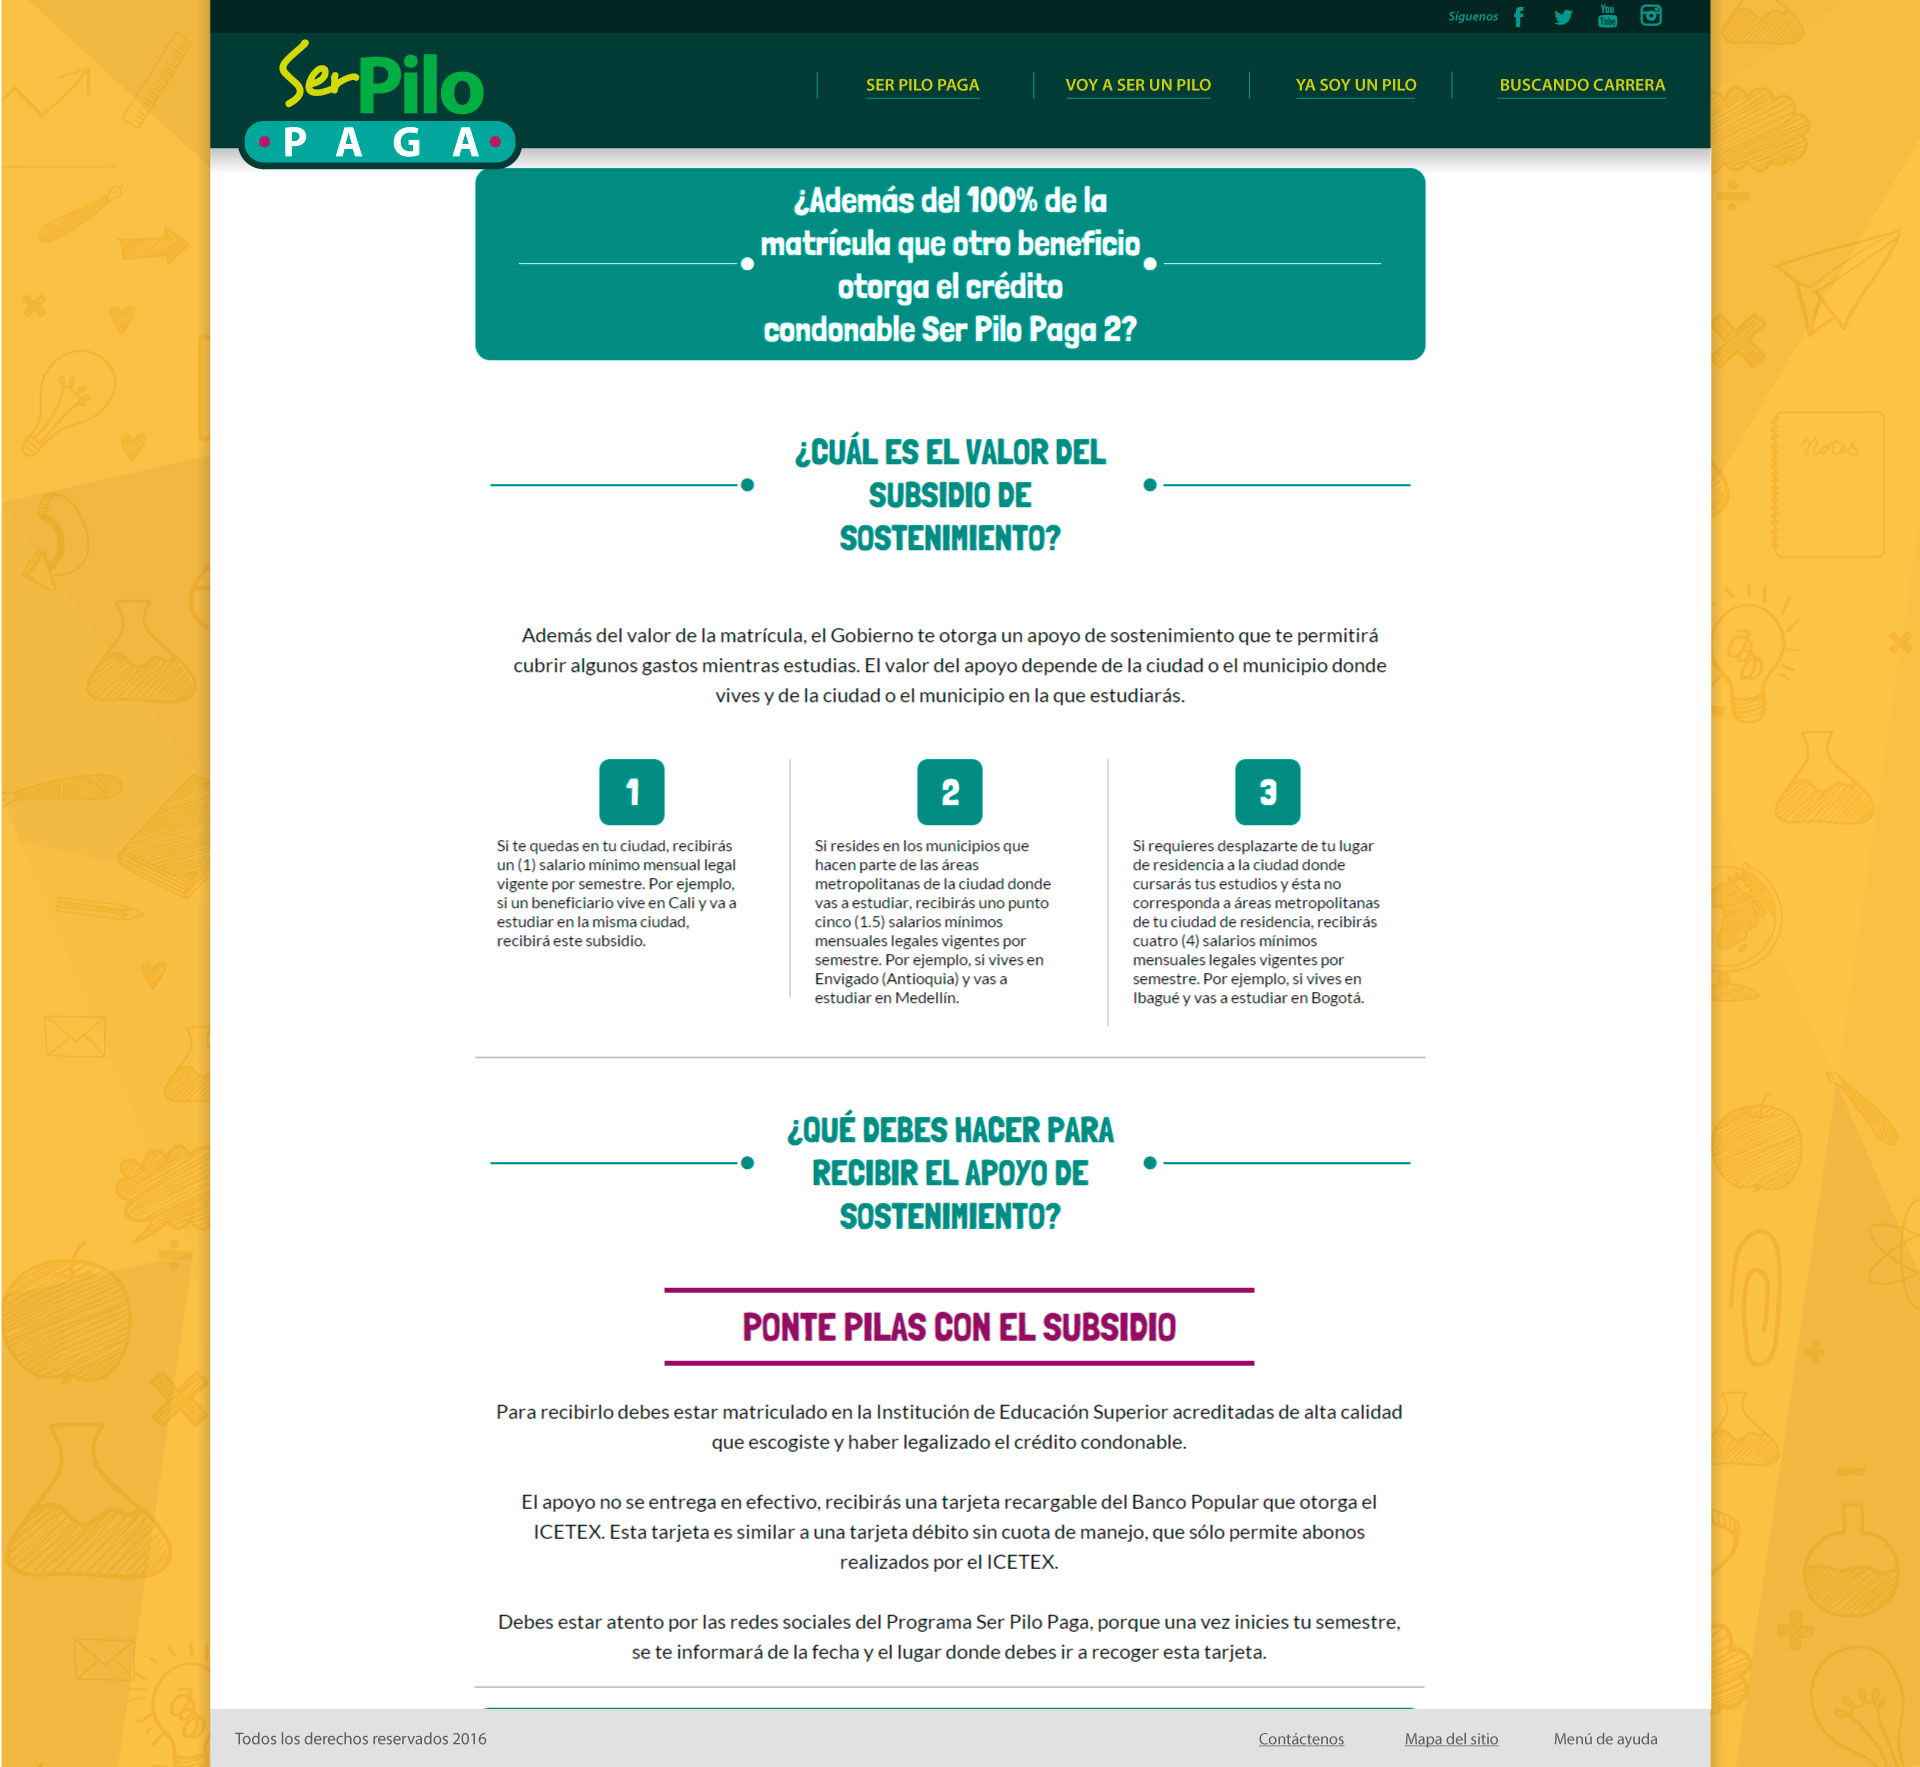 Síguenos
You
Tube
Ser Pilo
PAGA
SER PILO PAGA
VOY A SER UN PILO
YA SOY UN PILO
BUSCANDO CARRERA
¿Además del 100% de la
matrícula que otro beneficio
otorga el crédito
condonable Ser Pilo Paga 2?
¿CUÁL ES EL VALOR DEL
SUBSIDIO DE
SOSTENIMIENTO?
Además del valor de la matrícula, el Gobierno te otorga un apoyo de sostenimiento que te permitirá
cubrir algunos gastos mientras estudias. El valor del apoyo depende de la ciudad o el municipio donde
vives y de la ciudad o el municipio en la que estudiarás.
1
Si te quedas en tu ciudad, recibirás
un (1) salario mínimo mensual legal
vigente por semestre. Por ejemplo,
si un beneficiario vive en Cali y va a
estudiar en la misma ciudad,
recibirá este subsidio.
2
Si resides en los municipios que
hacen parte de las áreas
metropolitanas de la ciudad donde
vas a estudiar, recibirás uno punto
cinco (1.5) salarios mínimos
mensuales legales vigentes por
semestre. Por ejemplo, si vives en
Envigado (Antioquia) y vas a
estudiar en Medellín.
3
Si requieres desplazarte de tu lugar
de residencia a la ciudad donde
cursarás tus estudios y ésta no
corresponda a áreas metropolitanas
de tu ciudad de residencia, recibirás
cuatro (4) salarios mínimos
mensuales legales vigentes por
semestre. Por ejemplo, si vives en
Ibagué y vas a estudiar en Bogotá.
¿QUÉ DEBES HACER PARA
RECIBIR EL APOYO DE
SOSTENIMIENTO?
PONTE PILAS CON EL SUBSIDIO
Para recibirlo debes estar matriculado en la Institución de Educación Superior acreditadas de alta calidad
que escogiste y haber legalizado el crédito condonable.
El apoyo no se entrega en efectivo, recibirás una tarjeta recargable del Banco Popular que otorga el
ICETEX. Esta tarjeta es similar a una tarjeta débito sin cuota de manejo, que sólo permite abonos
realizados por el ICETEX.
Debes estar atento por las redes sociales del Programa Ser Pilo Paga, porque una vez inicies tu semestre,
se te informará de la fecha y el lugar donde debes ir a recoger esta tarjeta.
Notes
Todos los derechos reservados 2016
Contáctenos
Mapa del sitio
Menú de ayuda